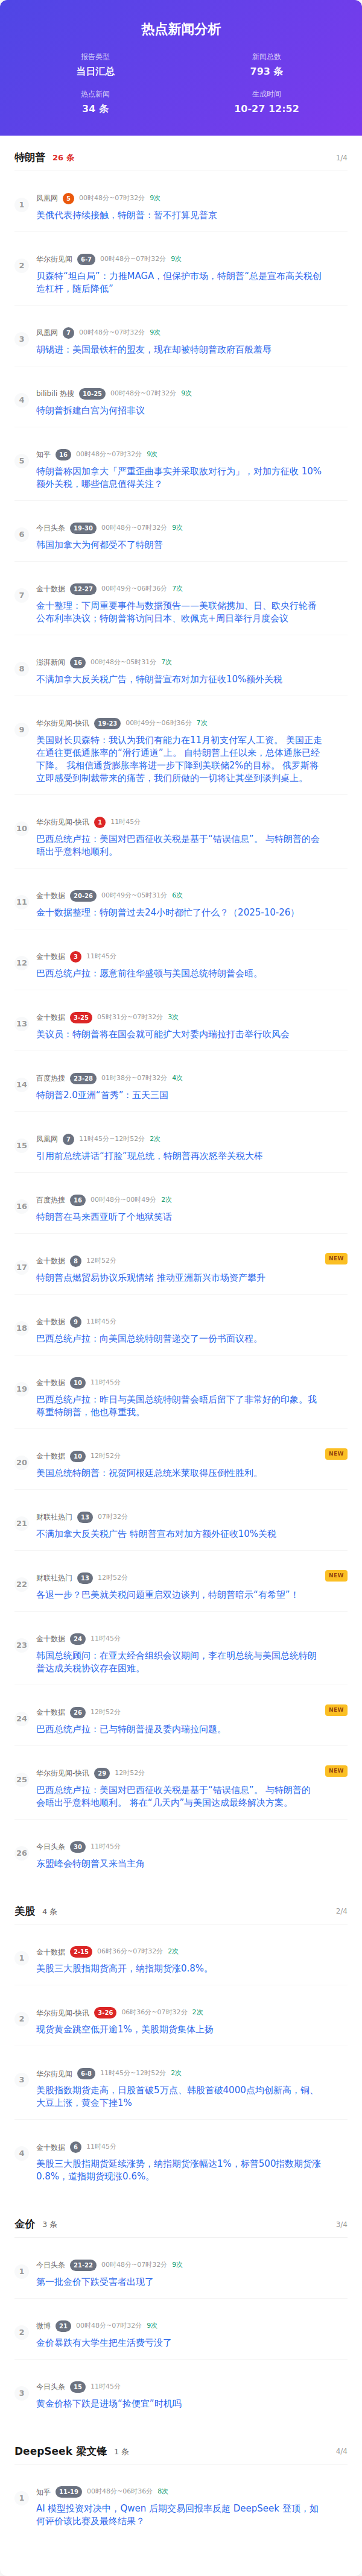 热点新闻分析
报告类型
新闻总数
当日汇总
793 条
热点新闻
生成时间
34 条
10-27 12:52
特朗普 26 条 1/4
1
凤凰网 5 00时48分~07时32分 9次
美俄代表持续接触，特朗普：暂不打算见普京
2
华尔街见闻 6-7 00时48分~07时32分 9次
贝森特“坦白局”：力推MAGA，但保护市场，特朗普“总是宣布高关税创
造杠杆，随后降低”
3
凤凰网 7 00时48分~07时32分 9次
胡锡进：美国最铁杆的盟友，现在却被特朗普政府百般羞辱
4
bilibili 热搜 10-25 00时48分~07时32分 9次
特朗普拆建白宫为何招非议
5
知乎 16 00时48分~07时32分 9次
特朗普称因加拿大「严重歪曲事实并采取敌对行为」，对加方征收 10%
额外关税，哪些信息值得关注？
6
今日头条 19-30 00时48分~07时32分 9次
韩国加拿大为何都受不了特朗普
7
金十数据 12-27 00时49分~06时36分 7次
金十整理：下周重要事件与数据预告——美联储携加、日、欧央行轮番
公布利率决议；特朗普将访问日本、欧佩克+周日举行月度会议
8
澎湃新闻 16 00时48分~05时31分 7次
不满加拿大反关税广告，特朗普宣布对加方征收10%额外关税
9
华尔街见闻-快讯 19-23 00时49分~06时36分 7次
美国财长贝森特：我认为我们有能力在11月初支付军人工资。 美国正走
在通往更低通胀率的“滑行通道”上。 自特朗普上任以来，总体通胀已经
下降。 我相信通货膨胀率将进一步下降到美联储2%的目标。 俄罗斯将
立即感受到制裁带来的痛苦，我们所做的一切将让其坐到谈判桌上。
10
华尔街见闻-快讯 1 11时45分
巴西总统卢拉：美国对巴西征收关税是基于“错误信息”。 与特朗普的会
晤出乎意料地顺利。
11
金十数据 20-26 00时49分~05时31分 6次
金十数据整理：特朗普过去24小时都忙了什么？（2025-10-26）
12
金十数据 3 11时45分
巴西总统卢拉：愿意前往华盛顿与美国总统特朗普会晤。
13
金十数据 3-25 05时31分~07时32分 3次
美议员：特朗普将在国会就可能扩大对委内瑞拉打击举行吹风会
14
百度热搜 23-28 01时38分~07时32分 4次
特朗普2.0亚洲“首秀”：五天三国
15
凤凰网 7 11时45分~12时52分 2次
引用前总统讲话“打脸”现总统，特朗普再次怒举关税大棒
16
百度热搜 16 00时48分~00时49分 2次
特朗普在马来西亚听了个地狱笑话
17
金十数据 8 12时52分 NEW
特朗普点燃贸易协议乐观情绪 推动亚洲新兴市场资产攀升
18
金十数据 9 11时45分
巴西总统卢拉：向美国总统特朗普递交了一份书面议程。
19
金十数据 10 11时45分
巴西总统卢拉：昨日与美国总统特朗普会晤后留下了非常好的印象。我
尊重特朗普，他也尊重我。
20
金十数据 10 12时52分 NEW
美国总统特朗普：祝贺阿根廷总统米莱取得压倒性胜利。
21
财联社热门 13 07时32分
不满加拿大反关税广告 特朗普宣布对加方额外征收10%关税
22
财联社热门 13 12时52分 NEW
各退一步？巴美就关税问题重启双边谈判，特朗普暗示“有希望”！
23
金十数据 24 11时45分
韩国总统顾问：在亚太经合组织会议期间，李在明总统与美国总统特朗
普达成关税协议存在困难。
24
金十数据 26 12时52分 NEW
巴西总统卢拉：已与特朗普提及委内瑞拉问题。
25
华尔街见闻-快讯 29 12时52分 NEW
巴西总统卢拉：美国对巴西征收关税是基于“错误信息”。 与特朗普的
会晤出乎意料地顺利。 将在“几天内”与美国达成最终解决方案。
26
今日头条 30 11时45分
东盟峰会特朗普又来当主角
美股 4 条 2/4
1
金十数据 2-15 06时36分~07时32分 2次
美股三大股指期货高开，纳指期货涨0.8%。
2
华尔街见闻-快讯 3-26 06时36分~07时32分 2次
现货黄金跳空低开逾1%，美股期货集体上扬
3
华尔街见闻 6-8 11时45分~12时52分 2次
美股指数期货走高，日股首破5万点、韩股首破4000点均创新高，铜、
大豆上涨，黄金下挫1%
4
金十数据 6 11时45分
美股三大股指期货延续涨势，纳指期货涨幅达1%，标普500指数期货涨
0.8%，道指期货现涨0.6%。
金价 3 条 3/4
1
今日头条 21-22 00时48分~07时32分 9次
第一批金价下跌受害者出现了
2
微博 21 00时48分~07时32分 9次
金价暴跌有大学生把生活费亏没了
3
今日头条 15 11时45分
黄金价格下跌是进场“捡便宜”时机吗
DeepSeek 梁文锋 1 条 4/4
1
知乎 11-19 00时48分~06时36分 8次
AI 模型投资对决中，Qwen 后期交易回报率反超 DeepSeek 登顶，如
何评价该比赛及最终结果？